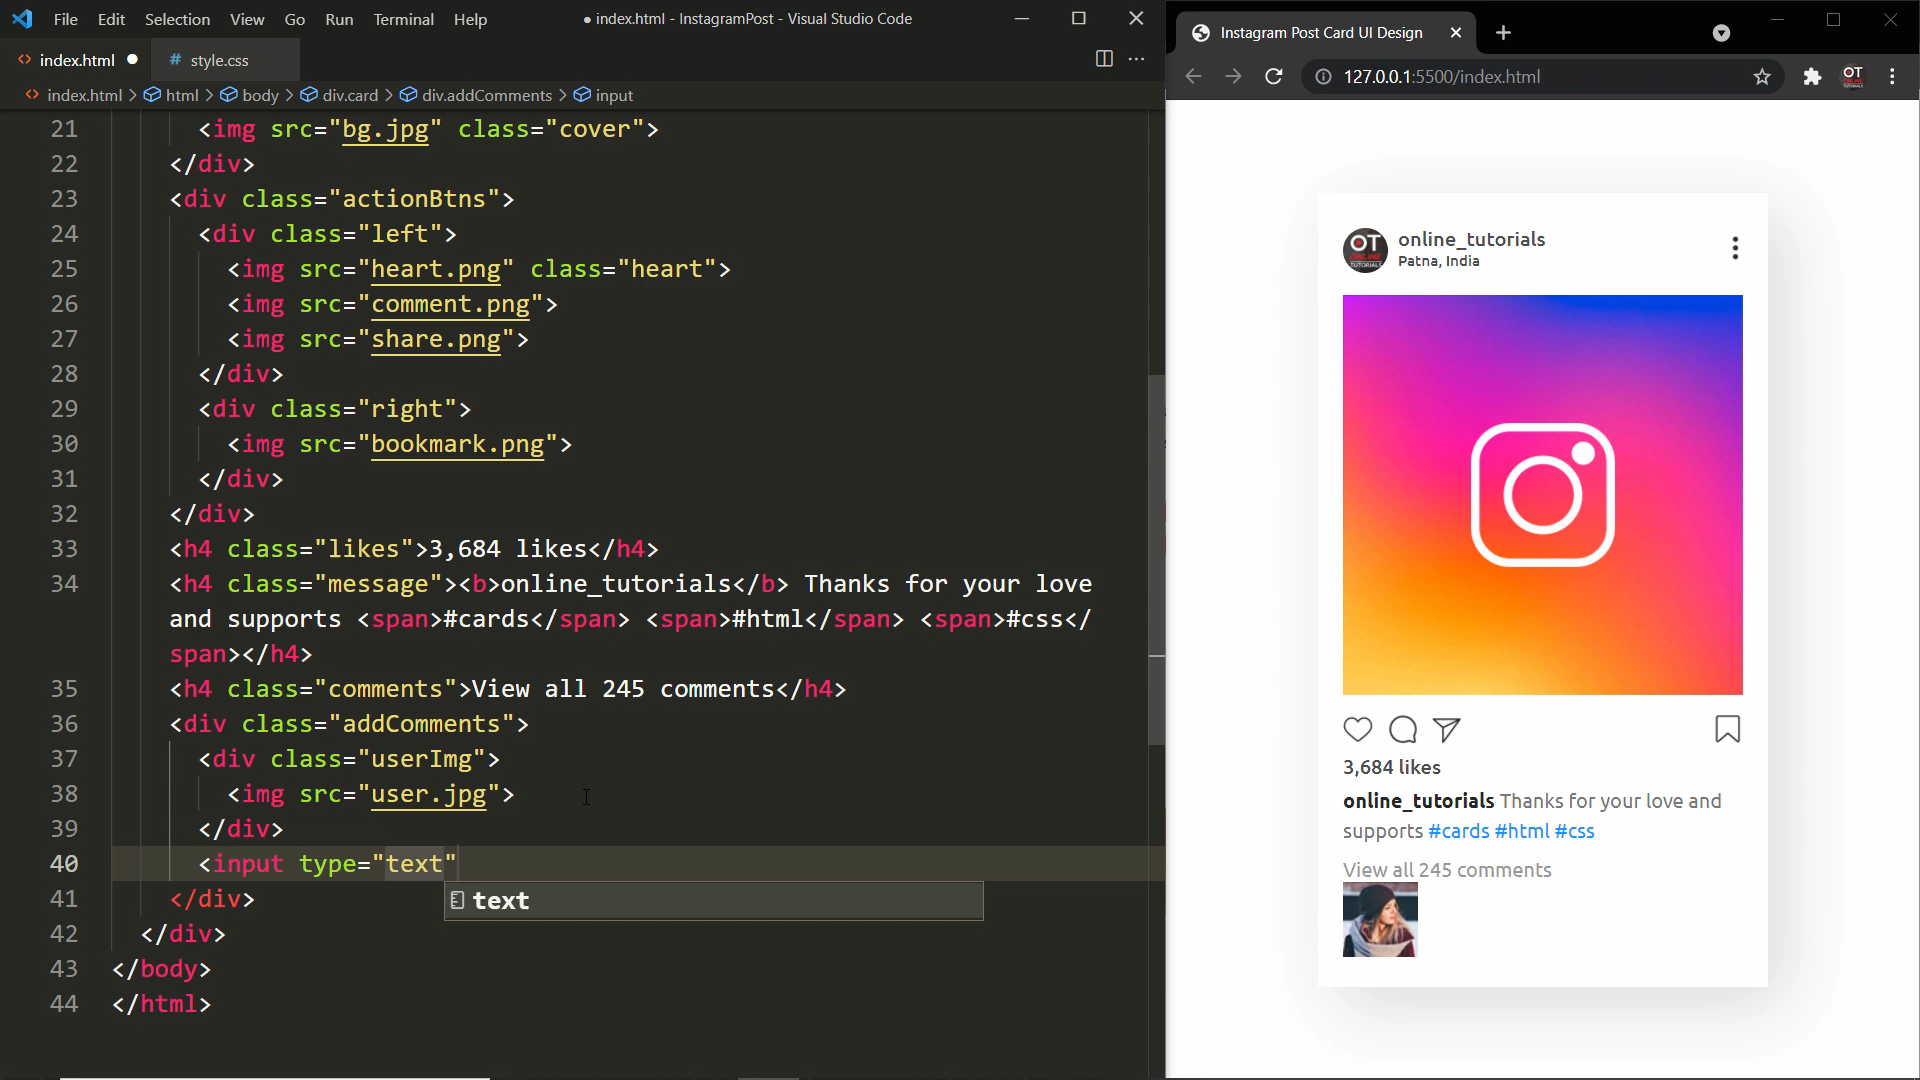 File Edit Selection View Go Run Terminal Help
● index.html - InstagramPost - Visual Studio Code
index.html
# style.css
index.html > html > body > div.card > div.addComments > input
21 <img src="bg.jpg" class="cover">
22 </div>
23 <div class="actionBtns">
24 <div class="left">
25 <img src="heart.png" class="heart">
26 <img src="comment.png">
27 <img src="share.png">
28 </div>
29 <div class="right">
30 <img src="bookmark.png">
31 </div>
32 </div>
33 <h4 class="likes">3,684 likes</h4>
34 <h4 class="message"><b>online_tutorials</b> Thanks for your love
and supports <span>#cards</span> <span>#html</span> <span>#css</
span></h4>
35 <h4 class="comments">View all 245 comments</h4>
36 <div class="addComments">
37 <div class="userImg">
38 <img src="user.jpg">
39 </div>
40 <input type="text"
41 </div>
text
42 </div>
43 </body>
44 </html>
Instagram Post Card UI Design
127.0.0.1:5500/index.html
OT
ONLINE
TUTORIALS
OT
ONLINE
TUTORIALS
online_tutorials
Patna, India
3,684 likes
online_tutorials Thanks for your love and
supports #cards #html #css
View all 245 comments